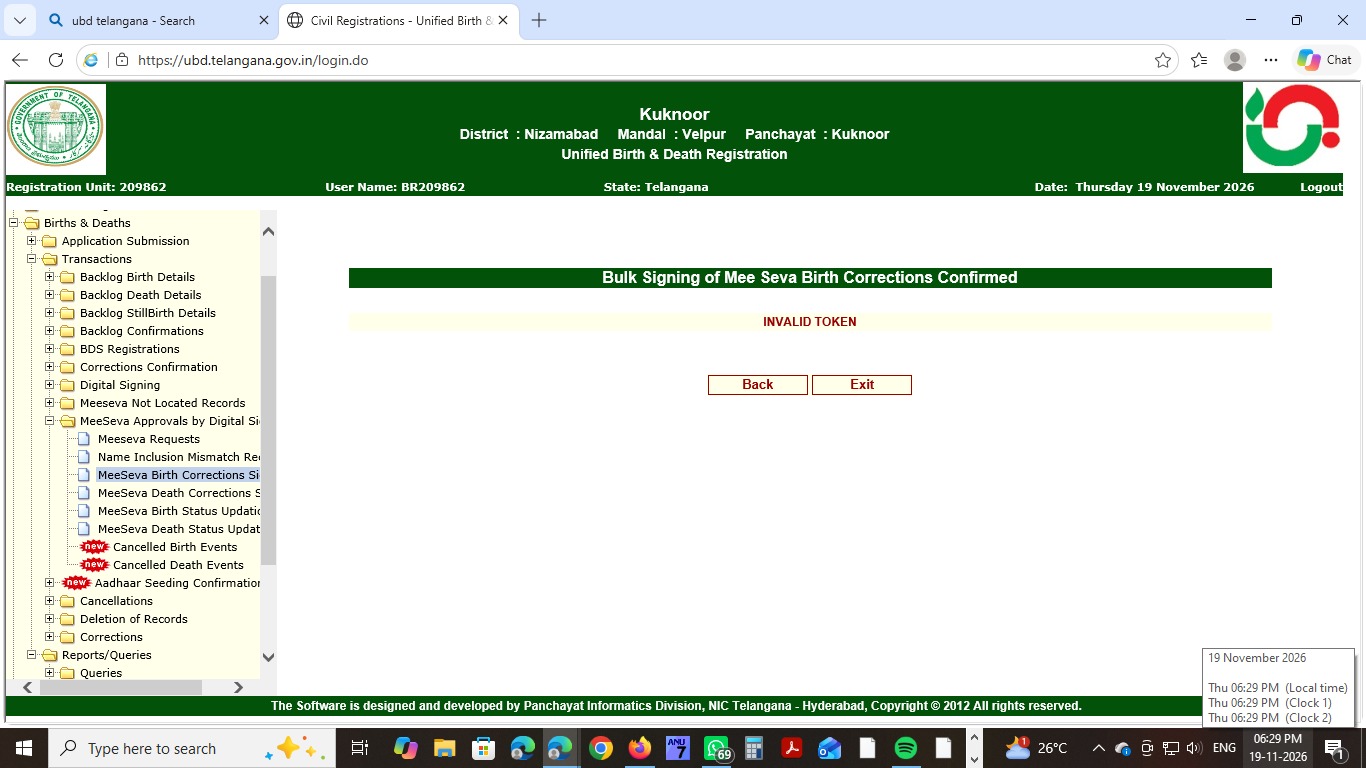 ubd telangana - Search
Civil Registrations - Unified Birth &
https://ubd.telangana.gov.in/login.do
Chat
GOVERNMENT OF TELANGANA
Kuknoor
District : Nizamabad Mandal : Velpur Panchayat : Kuknoor
Unified Birth & Death Registration
Registration Unit: 209862 User Name: BR209862 State: Telangana Date: Thursday 19 November 2026 Logout
Births & Deaths
Application Submission
Transactions
Backlog Birth Details
Backlog Death Details
Backlog StillBirth Details
Backlog Confirmations
BDS Registrations
Corrections Confirmation
Digital Signing
Meeseva Not Located Records
MeeSeva Approvals by Digital Si
Meeseva Requests
Name Inclusion Mismatch Re
MeeSeva Birth Corrections Si
MeeSeva Death Corrections S
MeeSeva Birth Status Updatio
MeeSeva Death Status Updat
new Cancelled Birth Events
new Cancelled Death Events
new Aadhaar Seeding Confirmation
Cancellations
Deletion of Records
Corrections
Reports/Queries
Queries
Bulk Signing of Mee Seva Birth Corrections Confirmed
INVALID TOKEN
Back Exit
19 November 2026
Thu 06:29 PM (Local time)
Thu 06:29 PM (Clock 1)
Thu 06:29 PM (Clock 2)
The Software is designed and developed by Panchayat Informatics Division, NIC Telangana - Hyderabad, Copyright © 2012 All rights reserved.
Type here to search
ANU
7
69
1
26°C
ENG
06:29 PM
19-11-2026
1